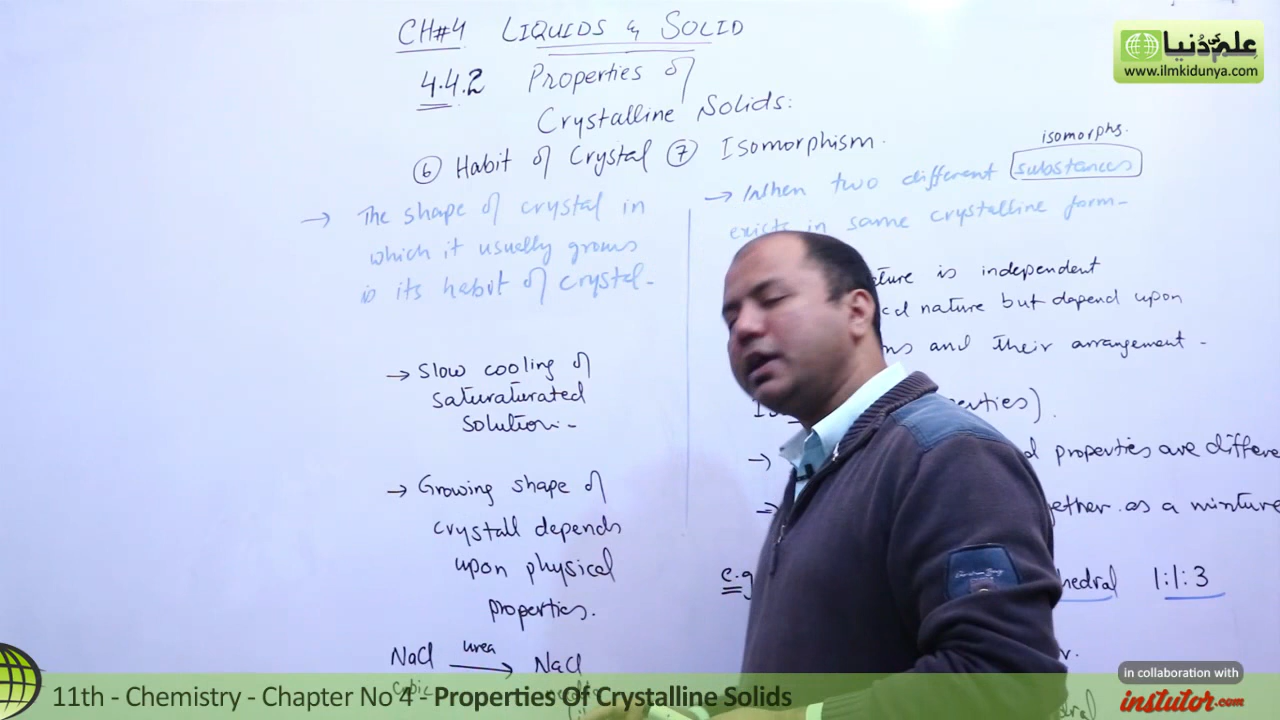 CH#4 LIQUIDS & SOLID
4.4.2 Properties of
Crystalline Solids:
⑥ Habit of Crystal ⑦ Isomorphism.
→ The shape of crystal in
which it usually grows
is its habit of crystal.
→ Slow cooling of
saturaturated
solution.
→ Growing shape of
crystall depends
upon physical
properties.
NaCl urea → NaCl
isomorphs.
→ When two different substances
exists in same crystalline form
is independent
nature but depend upon
and their arrangement
→ properties are
as a mixture
e.g
1:1:3
علم کی دُنیا
www.ilmkidunya.com
in collaboration with
instutor.com
11th - Chemistry - Chapter No 4 - Properties Of Crystalline Solids